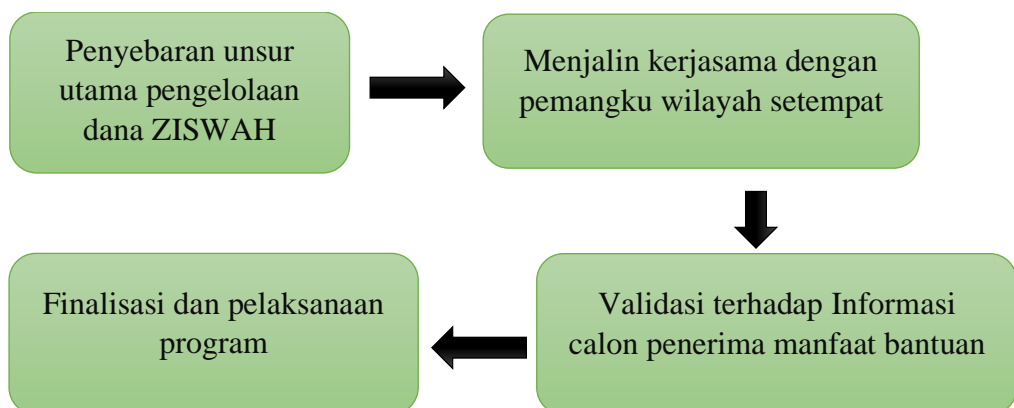 Penyebaran unsur
utama pengelolaan
dana ZISWAH
Menjalin kerjasama dengan
pemangku wilayah setempat
Validasi terhadap Informasi
calon penerima manfaat bantuan
Finalisasi dan pelaksanaan
program